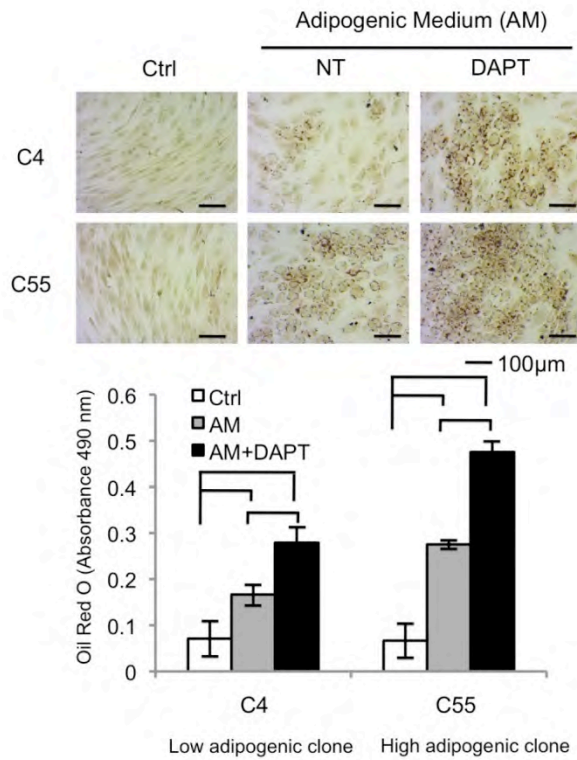 Adipogenic Medium (AM)
Ctrl NT DAPT
C4
C55
100μm
Oil Red O (Absorbance 490 nm)
0.6
0.5
0.4
0.3
0.2
0.1
0
Ctrl
AM
AM+DAPT
C4 C55
Low adipogenic clone High adipogenic clone